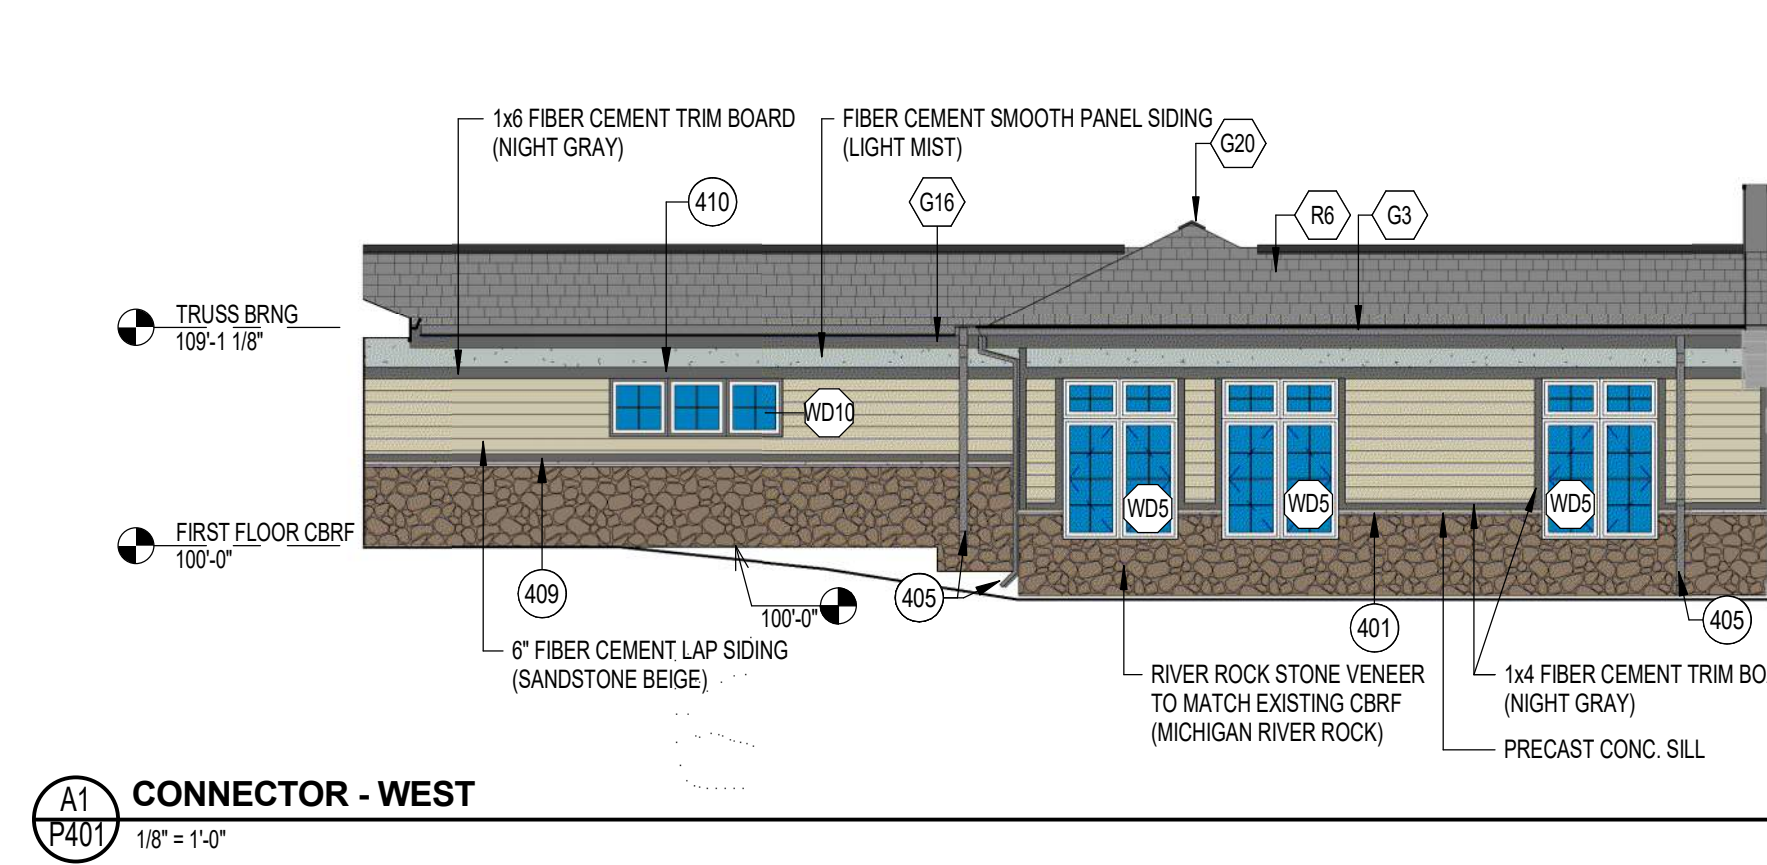 1x6 FIBER CEMENT TRIM BOARD
(NIGHT GRAY)
FIBER CEMENT SMOOTH PANEL SIDING
(LIGHT MIST)
G20
410
G16
R6
G3
TRUSS BRNG
109'-1 1/8"
WD10
WD5
WD5
WD5
FIRST FLOOR CBRF
100'-0"
409
100'-0"
405
401
405
6" FIBER CEMENT LAP SIDING
(SANDSTONE BEIGE)
RIVER ROCK STONE VENEER
TO MATCH EXISTING CBRF
(MICHIGAN RIVER ROCK)
1x4 FIBER CEMENT TRIM
(NIGHT GRAY)
PRECAST CONC. SILL
A1
P401
CONNECTOR - WEST
1/8" = 1'-0"